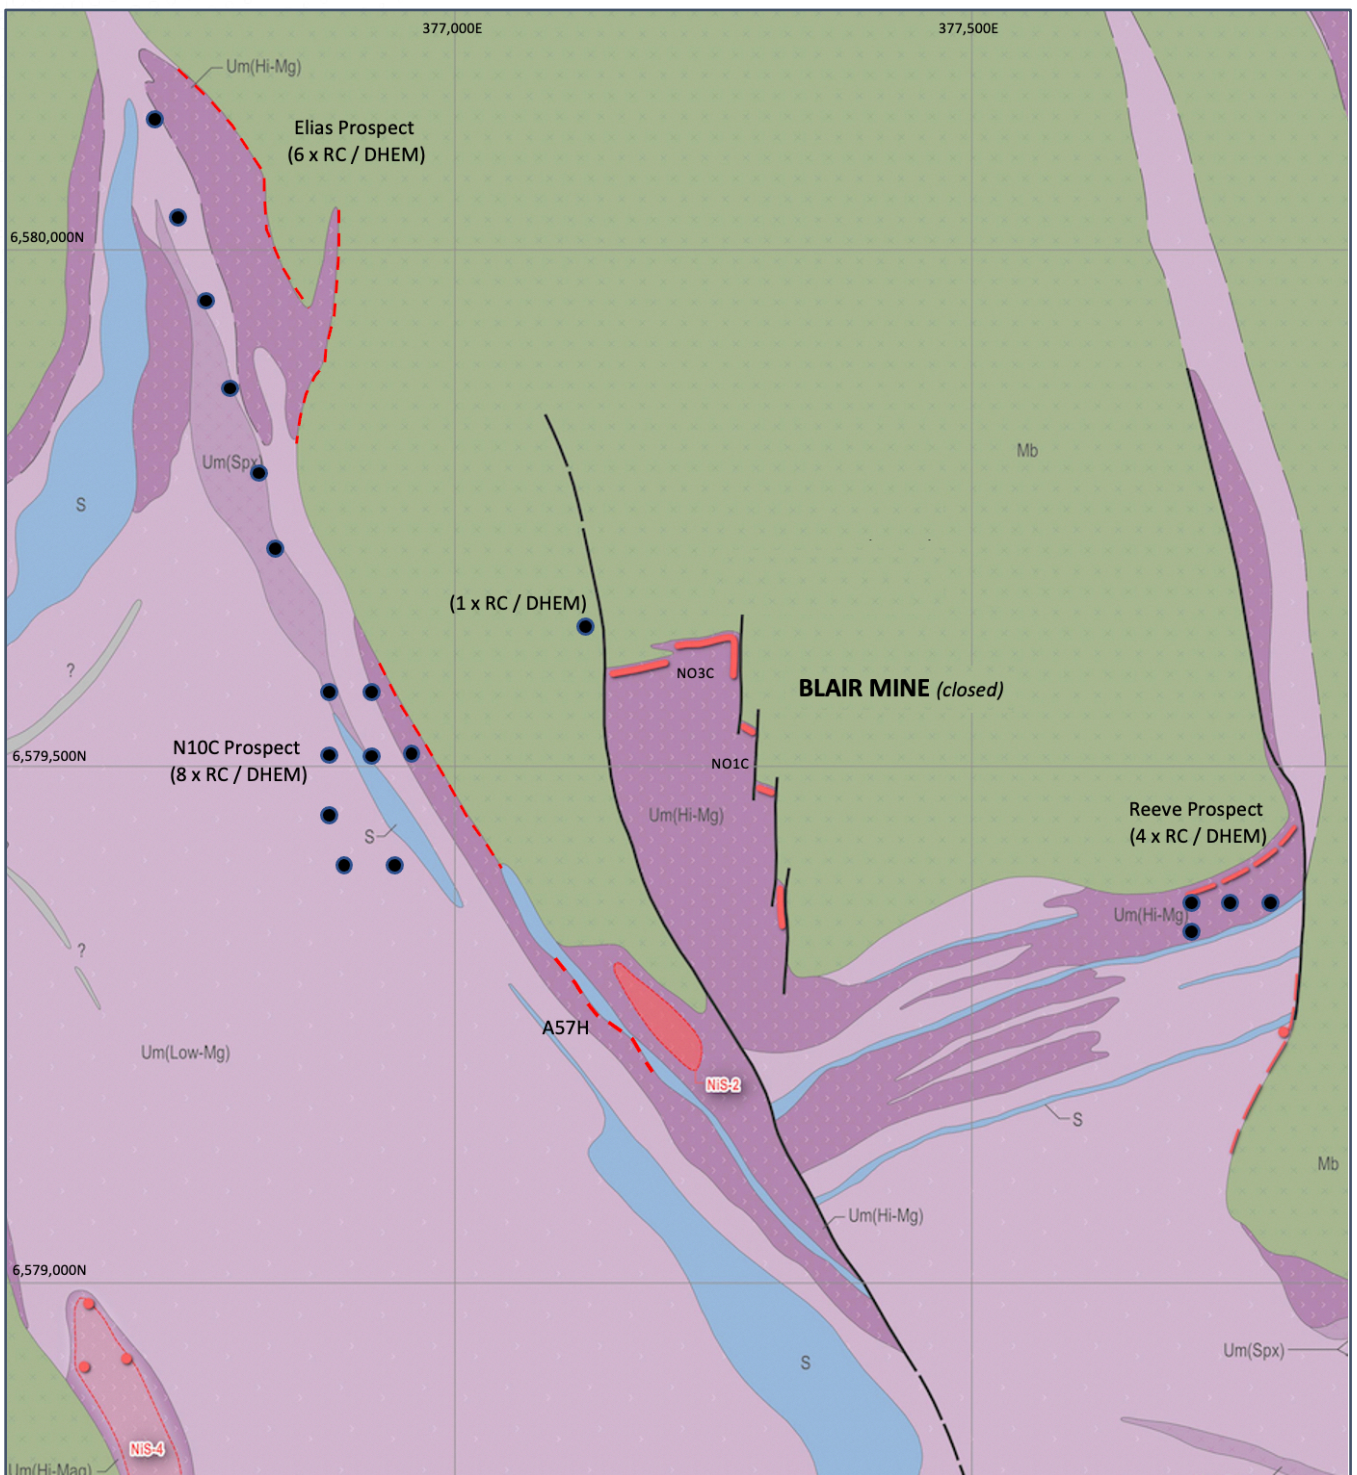 377,000E
377,500E
Um(Hi-Mg)
Elias Prospect
(6 x RC / DHEM)
6,580,000N
Mb
Um(Spx)
S
(1 x RC / DHEM)
?
NO3C
BLAIR MINE (closed)
N10C Prospect
(8 x RC / DHEM)
6,579,500N
NO1C
Um(Hi-Mg)
Reeve Prospect
(4 x RC / DHEM)
S
Um(Hi-Mg)
?
A57H
Um(Low-Mg)
NiS-2
S
Mb
Um(Hi-Mg)
6,579,000N
Um(Spx)
S
NiS-4
Um(Hi-Mag)